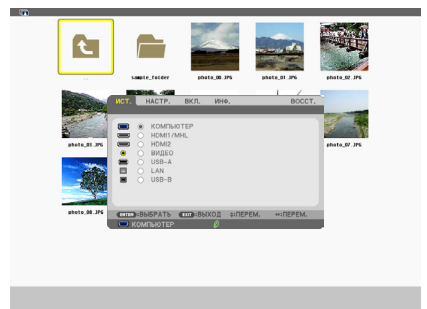 ..
sample_folder
photo_00.JPG
photo_01.JPG
photo_02.JPG
ИСТ. НАСТР. ВКЛ. ИНФ. ВОССТ.
КОМПЬЮТЕР
HDMI1/MHL
HDMI2
ВИДЕО
USB-A
LAN
USB-B
photo_03.JPG
photo_07.JPG
photo_08.JPG
ENTER:ВЫБРАТЬ EXIT:ВЫХОД ↕:ПЕРЕМ. ↔:ПЕРЕМ.
КОМПЬЮТЕР